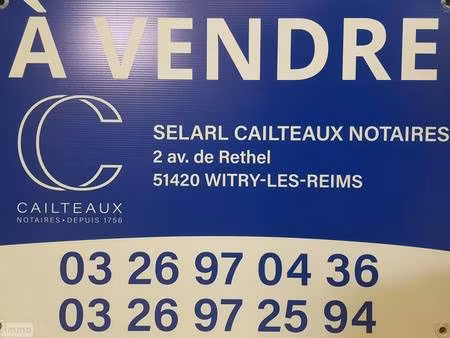 À VENDRE
SELARL CAILTEAUX NOTAIRES
2 av. de Rethel
51420 WITRY-LES-REIMS
CAILTEAUX
NOTAIRES • DEPUIS 1756
03 26 97 04 36
03 26 97 25 94
immo